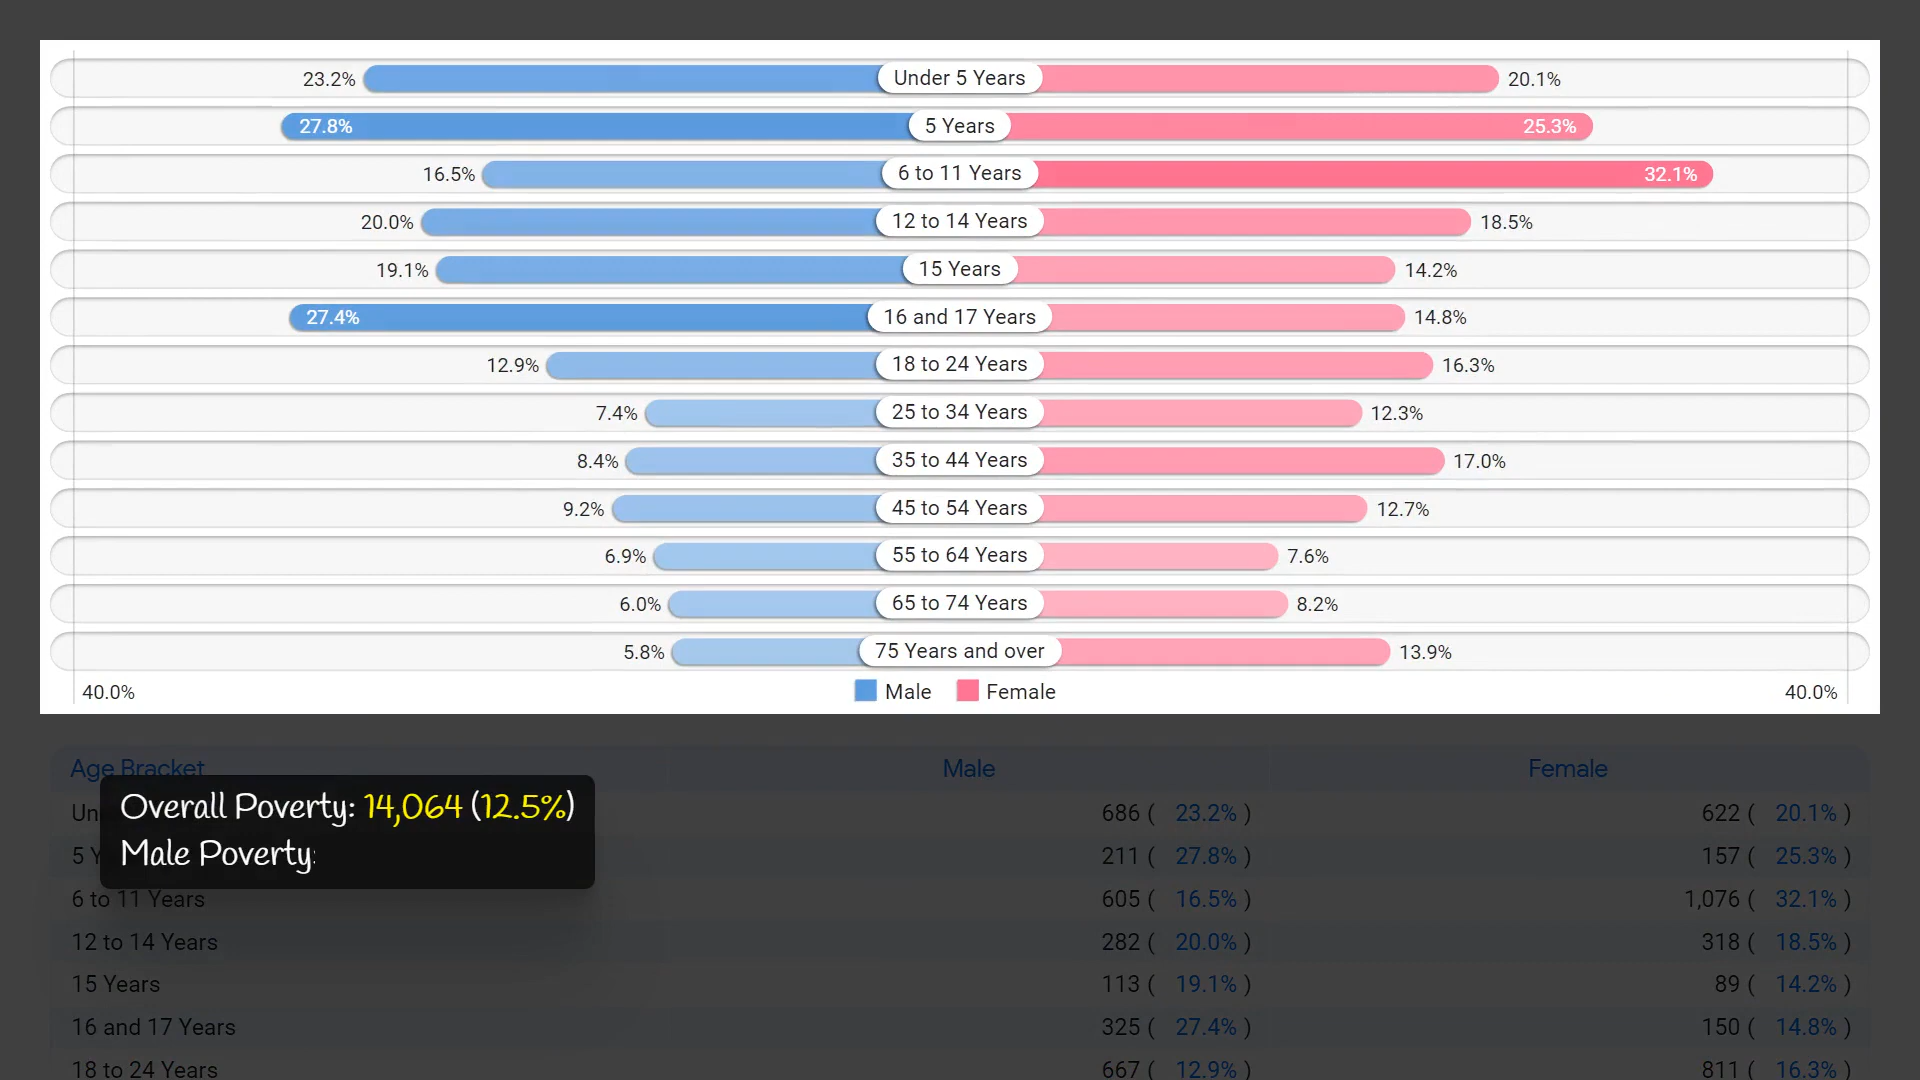 23.2% Under 5 Years 20.1%
27.8% 5 Years 25.3%
16.5% 6 to 11 Years 32.1%
20.0% 12 to 14 Years 18.5%
19.1% 15 Years 14.2%
27.4% 16 and 17 Years 14.8%
12.9% 18 to 24 Years 16.3%
7.4% 25 to 34 Years 12.3%
8.4% 35 to 44 Years 17.0%
9.2% 45 to 54 Years 12.7%
6.9% 55 to 64 Years 7.6%
6.0% 65 to 74 Years 8.2%
5.8% 75 Years and over 13.9%
40.0% Male Female 40.0%
Age Bracket Male Female
Overall Poverty: 14,064 (12.5%)
Male Poverty:
686 ( 23.2% ) 622 ( 20.1% )
211 ( 27.8% ) 157 ( 25.3% )
6 to 11 Years 605 ( 16.5% ) 1,076 ( 32.1% )
12 to 14 Years 282 ( 20.0% ) 318 ( 18.5% )
15 Years 113 ( 19.1% ) 89 ( 14.2% )
16 and 17 Years 325 ( 27.4% ) 150 ( 14.8% )
18 to 24 Years 667 ( 12.9% ) 811 ( 16.3% )